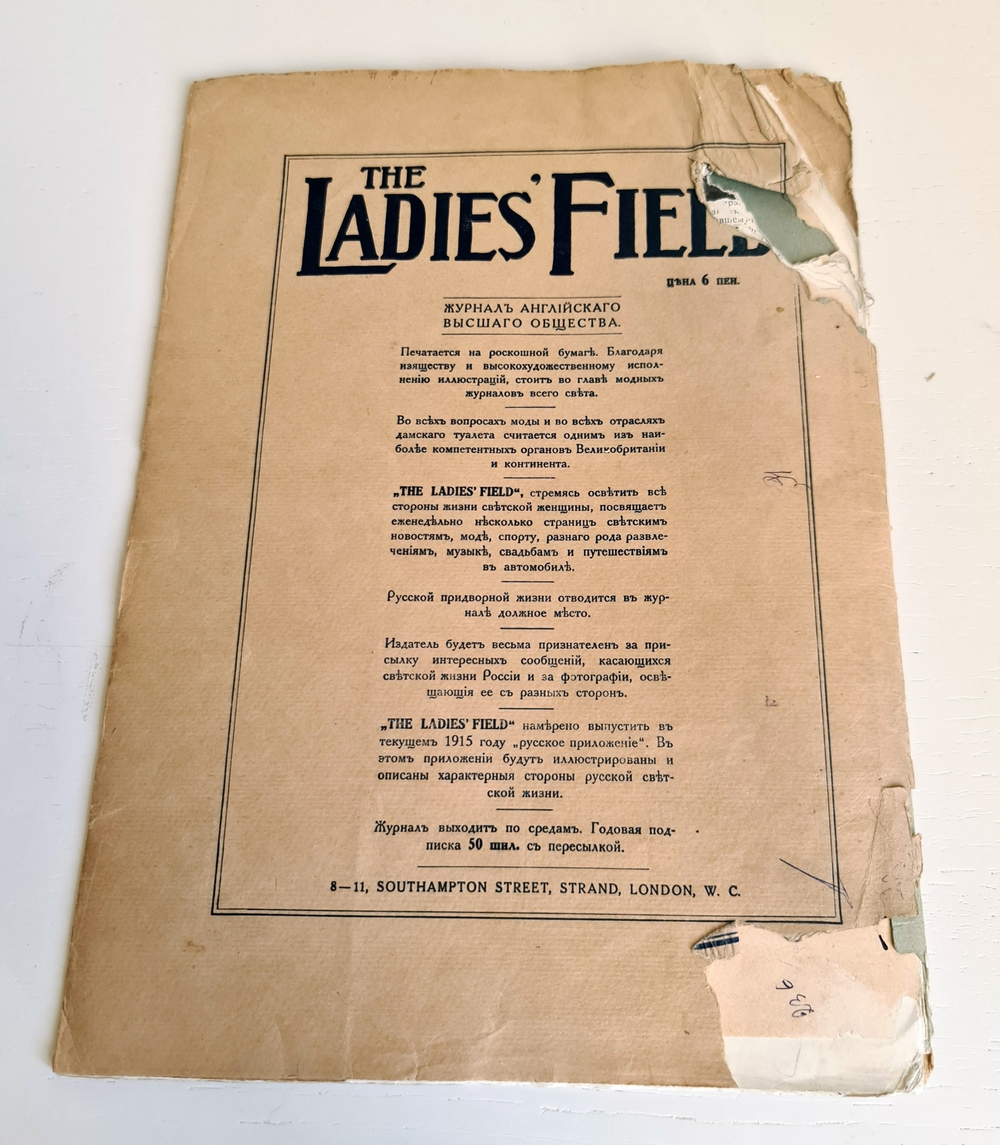 THE
LADIES' FIELD
ЦѢНА 6 ПЕН.
ЖУРНАЛЪ АНГЛІЙСКАГО
ВЫСШАГО ОБЩЕСТВА.
Печатается на роскошной бумагѣ. Благодаря
изяществу и высокохудожественному испол-
ненію иллюстрацій, стоитъ во главѣ модныхъ
журналовъ всего свѣта.
Во всѣхъ вопросахъ моды и во всѣхъ отрасляхъ
дамскаго туалета считается однимъ изъ наи-
болѣе компетентныхъ органовъ Великобританіи
и континента.
„THE LADIES' FIELD“, стремясь освѣтить всѣ
стороны жизни свѣтской женщины, посвящаетъ
еженедѣльно нѣсколько страницъ свѣтскимъ
новостямъ, модѣ, спорту, разнаго рода развле-
ченіямъ, музыкѣ, свадьбамъ и путешествіямъ
въ автомобилѣ.
Русской придворной жизни отводится въ жур-
налѣ должное мѣсто.
Издатель будетъ весьма признателенъ за при-
сылку интересныхъ сообщеній, касающихся
свѣтской жизни Россіи и за фотографіи, освѣ-
щающія ее съ разныхъ сторонъ.
„THE LADIES' FIELD“ намѣрено выпустить въ
текущемъ 1915 году „русское приложеніе“. Въ
этомъ приложеніи будутъ иллюстрированы и
описаны характерныя стороны русской свѣт-
ской жизни.
Журналъ выходитъ по средамъ. Годовая под-
писка 50 шил. съ пересылкой.
8—11, SOUTHAMPTON STREET, STRAND, LONDON, W. C.
236